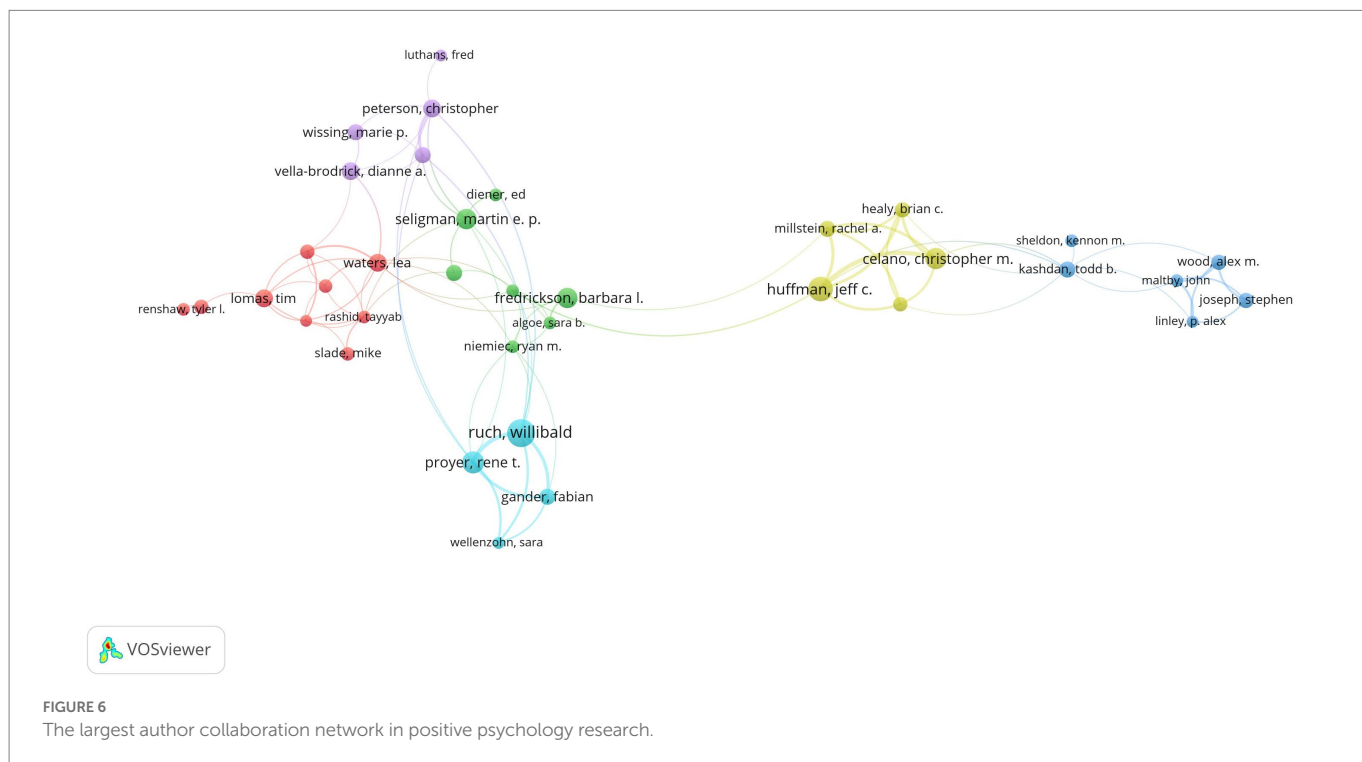 luthans, fred
peterson, christopher
wissing, marie p.
vella-brodrick, dianne a.
diener, ed
seligman, martin e. p.
healy, brian c.
millstein, rachel a.
sheldon, kennon m.
waters, lea
celano, christopher m.
kashdan, todd b.
wood, alex m.
maltby, john
huffman, jeff c.
lomas, tim
fredrickson, barbara l.
joseph, stephen
renshaw, tyler l.
rashid, tayyab
algoe, sara b.
linley, p. alex
niemiec, ryan m.
slade, mike
ruch, willibald
proyer, rene t.
gander, fabian
wellenzohn, sara
VOSviewer
FIGURE 6
The largest author collaboration network in positive psychology research.